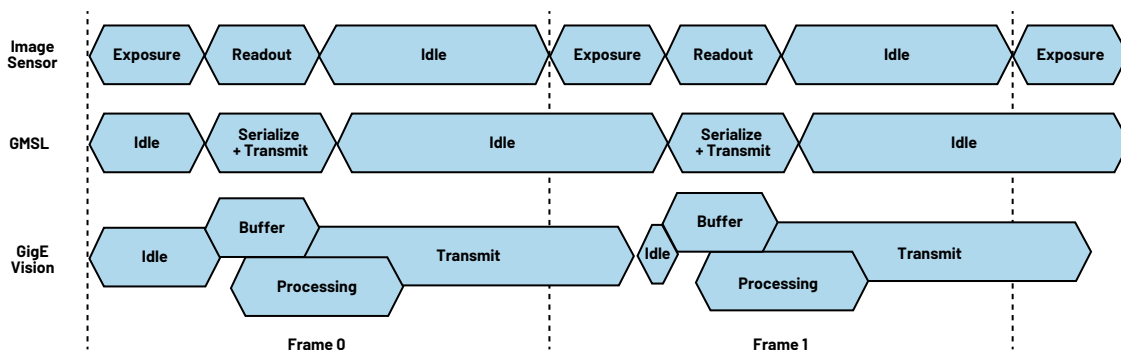 Image
Sensor
Exposure
Readout
Idle
Exposure
Readout
Idle
Exposure
GMSL
Idle
Serialize
+ Transmit
Idle
Serialize
+ Transmit
Idle
GigE
Vision
Idle
Buffer
Processing
Transmit
Idle
Buffer
Processing
Transmit
Frame 0
Frame 1